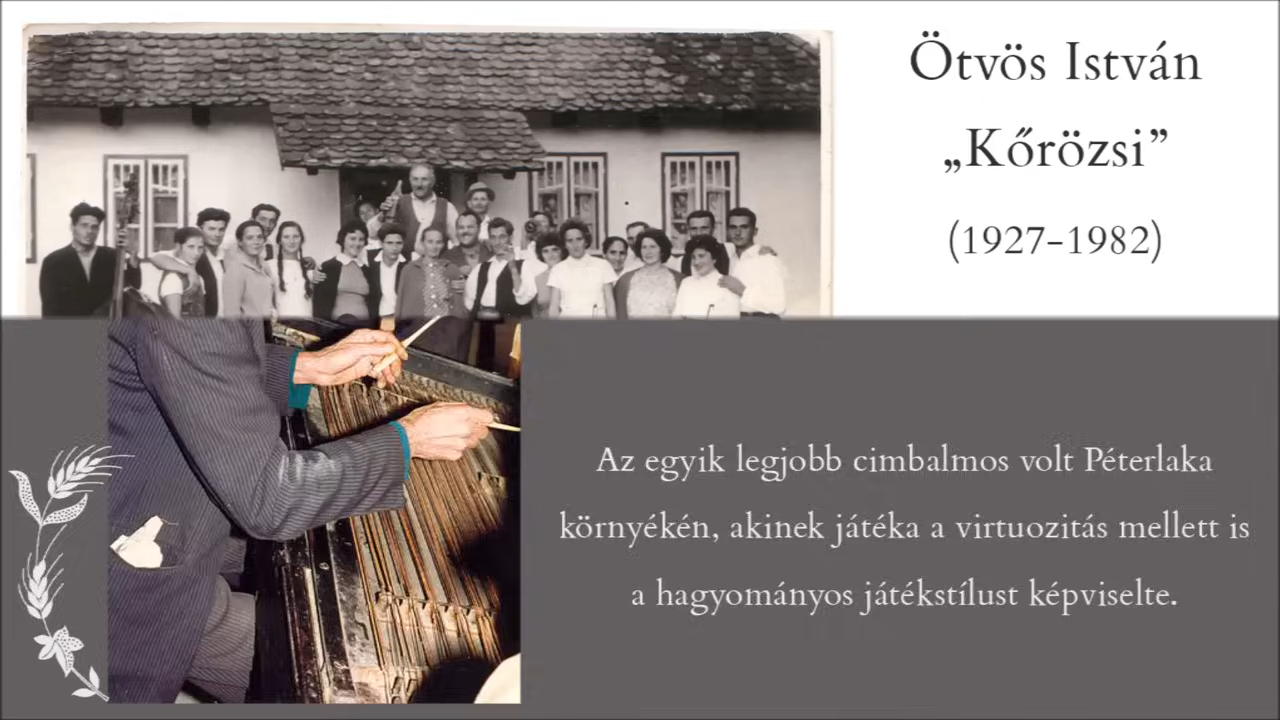 Ötvös István
„Kőrözsi”
(1927-1982)
Az egyik legjobb cimbalmos volt Péterlaka
környékén, akinek játéka a virtuozitás mellett is
a hagyományos játékstílust képviselte.